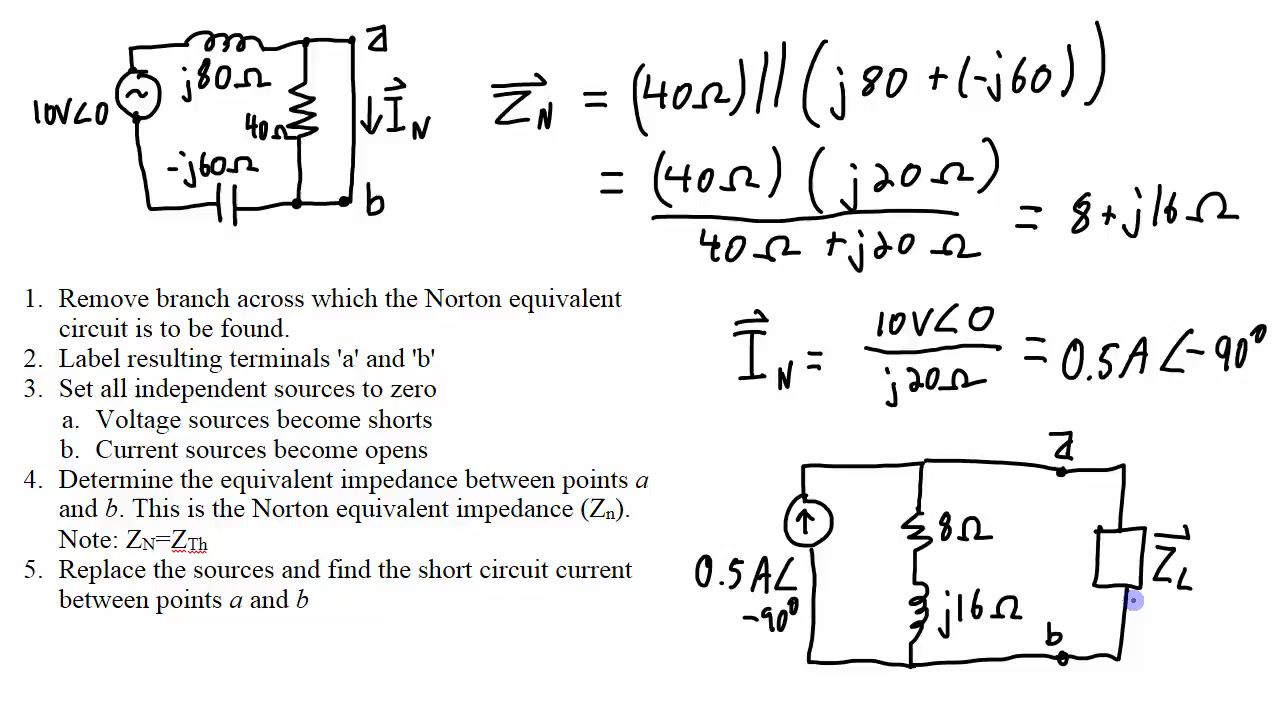 a
j80Ω
10V∠0
40Ω
I⃗N
-j60Ω
b
Z⃗N = (40Ω)||(j80+(-j60))
= (40Ω)(j20Ω)
40Ω+j20Ω
= 8+j16Ω
I⃗N = 10V∠0
j20Ω
= 0.5A∠-90°
1. Remove branch across which the Norton equivalent
circuit is to be found.
2. Label resulting terminals 'a' and 'b'
3. Set all independent sources to zero
a. Voltage sources become shorts
b. Current sources become opens
4. Determine the equivalent impedance between points a
and b. This is the Norton equivalent impedance (Zn).
Note: ZN=ZTh
5. Replace the sources and find the short circuit current
between points a and b
a
8Ω
0.5A∠
-90°
j16Ω
Z⃗L
b